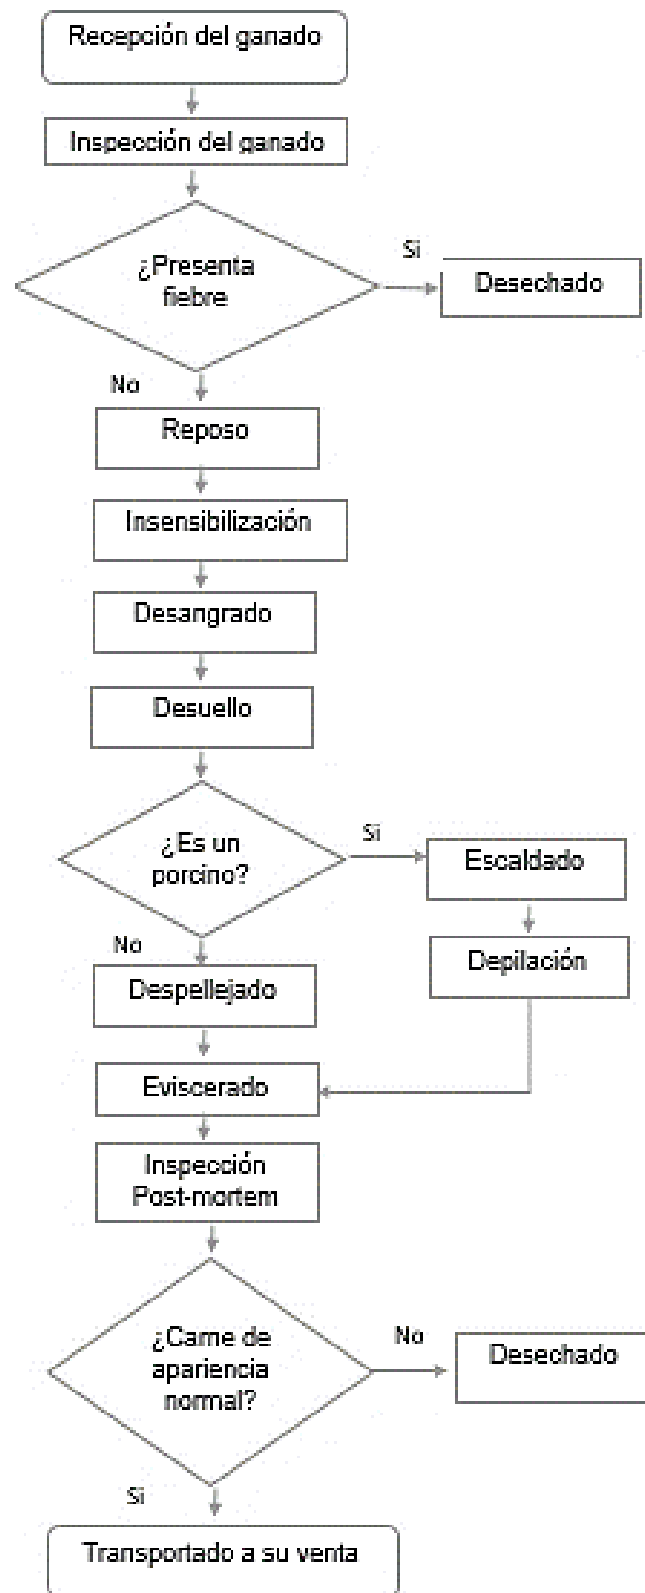 Recepción del ganado
Inspección del ganado
¿Presenta
fiebre
Si
Desechado
No
Reposo
Insensibilización
Desangrado
Desuello
¿Es un
porcino?
Si
Escaldado
Depilación
No
Despellejado
Eviscerado
Inspección
Post-mortem
¿Carne de
apariencia
normal?
No
Desechado
Si
Transportado a su venta